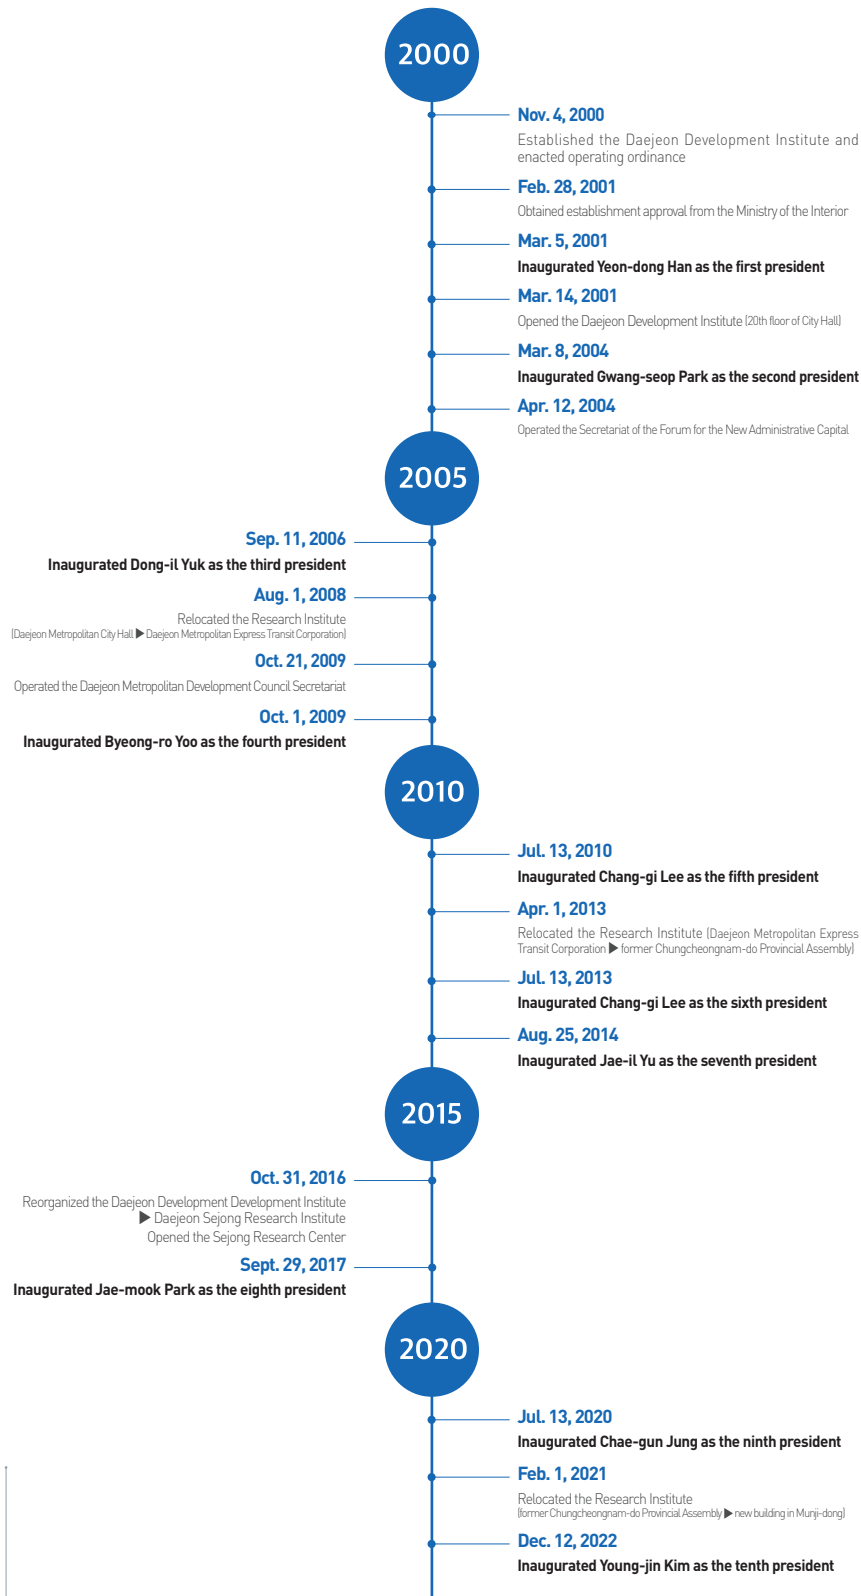 2000
Nov. 4, 2000
Established the Daejeon Development Institute and
enacted operating ordinance
Feb. 28, 2001
Obtained establishment approval from the Ministry of the Interior
Mar. 5, 2001
Inaugurated Yeon-dong Han as the first president
Mar. 14, 2001
Opened the Daejeon Development Institute (20th floor of City Hall)
Mar. 8, 2004
Inaugurated Gwang-seop Park as the second president
Apr. 12, 2004
Operated the Secretariat of the Forum for the New Administrative Capital
2005
Sep. 11, 2006
Inaugurated Dong-il Yuk as the third president
Aug. 1, 2008
Relocated the Research Institute
(Daejeon Metropolitan City Hall ▶ Daejeon Metropolitan Express Transit Corporation)
Oct. 21, 2009
Operated the Daejeon Metropolitan Development Council Secretariat
Oct. 1, 2009
Inaugurated Byeong-ro Yoo as the fourth president
2010
Jul. 13, 2010
Inaugurated Chang-gi Lee as the fifth president
Apr. 1, 2013
Relocated the Research Institute (Daejeon Metropolitan Express
Transit Corporation ▶ former Chungcheongnam-do Provincial Assembly)
Jul. 13, 2013
Inaugurated Chang-gi Lee as the sixth president
Aug. 25, 2014
Inaugurated Jae-il Yu as the seventh president
2015
Oct. 31, 2016
Reorganized the Daejeon Development Development Institute
▶ Daejeon Sejong Research Institute
Opened the Sejong Research Center
Sept. 29, 2017
Inaugurated Jae-mook Park as the eighth president
2020
Jul. 13, 2020
Inaugurated Chae-gun Jung as the ninth president
Feb. 1, 2021
Relocated the Research Institute
(former Chungcheongnam-do Provincial Assembly ▶ new building in Munji-dong)
Dec. 12, 2022
Inaugurated Young-jin Kim as the tenth president